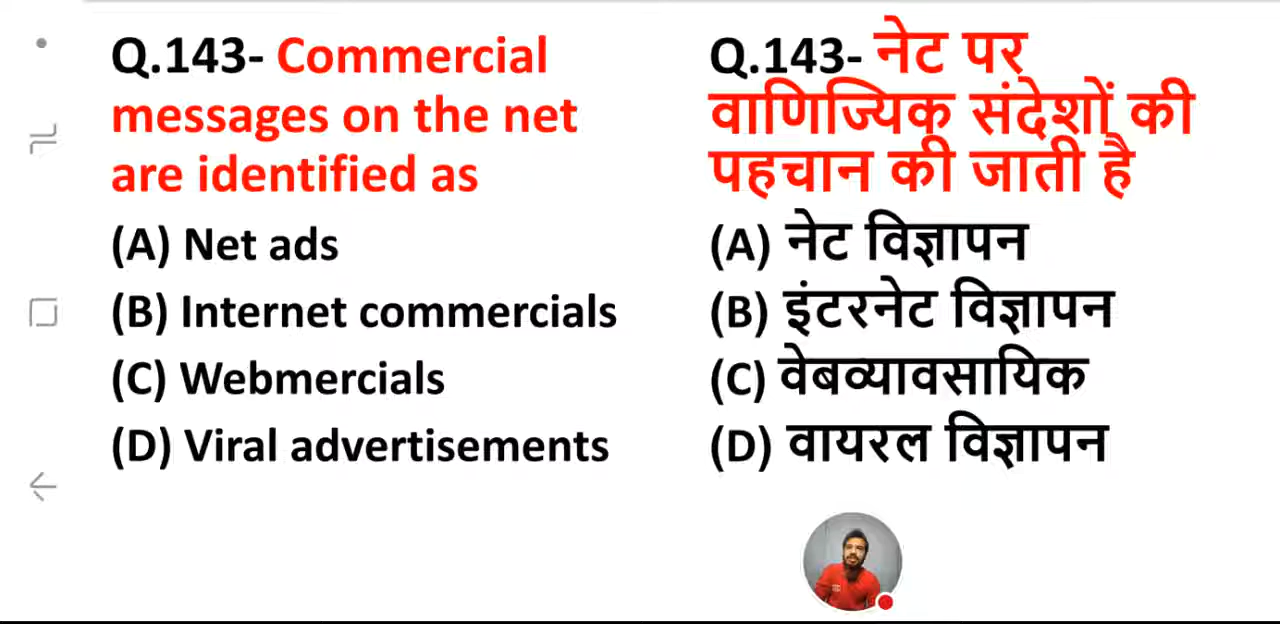 Q.143- Commercial
messages on the net
are identified as
(A) Net ads
(B) Internet commercials
(C) Webmercials
(D) Viral advertisements
Q.143- नेट पर
वाणिज्यिक संदेशों की
पहचान की जाती है
(A) नेट विज्ञापन
(B) इंटरनेट विज्ञापन
(C) वेबव्यावसायिक
(D) वायरल विज्ञापन